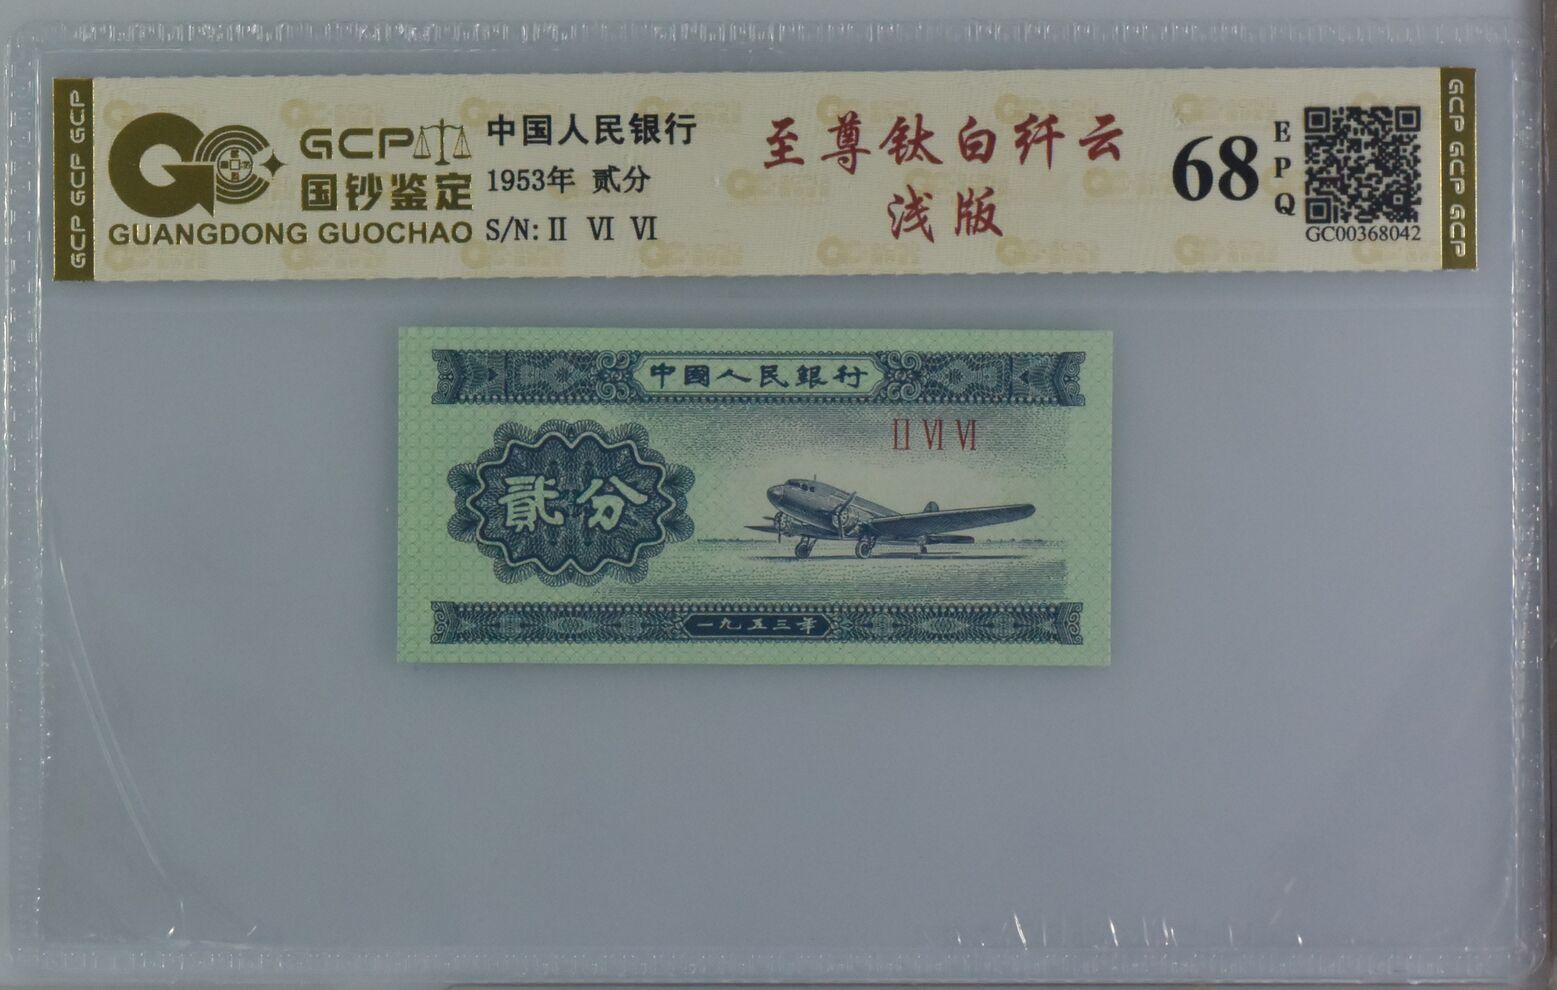 GCP GCP GCP
GCP
国钞鉴定
GUANGDONG GUOCHAO
中国人民银行
1953年 贰分
S/N: II VI VI
至尊钛白纤云
浅版
68
EPQ
GC00368042
GCP GCP GCP
中國人民銀行
II VI VI
貳分
一九五三年